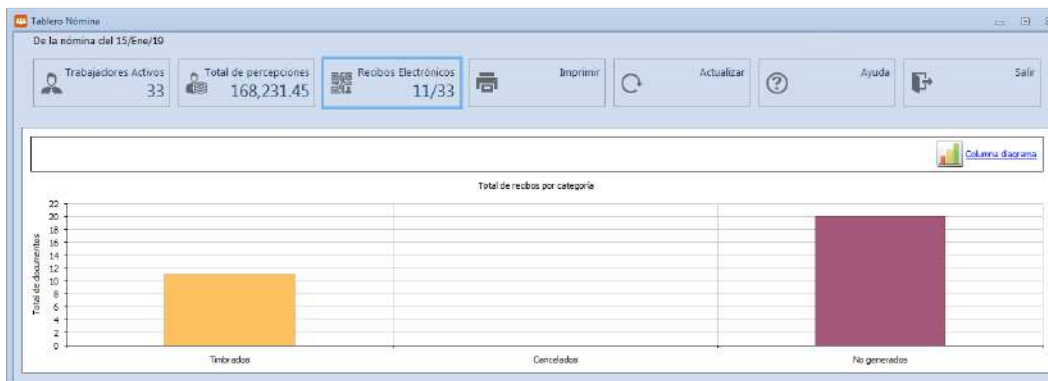 Tablero Nómina
De la nómina del 15/Ene/19
Trabajadores Activos
33
Total de percepciones
168,231.45
Recibos Electrónicos
11/33
Imprimir
Actualizar
Ayuda
Salir
Columna diagrama
Total de recibos por categoría
Total de documentos
22
20
18
16
14
12
10
8
6
4
2
0
Timbrados
Cancelados
No generados